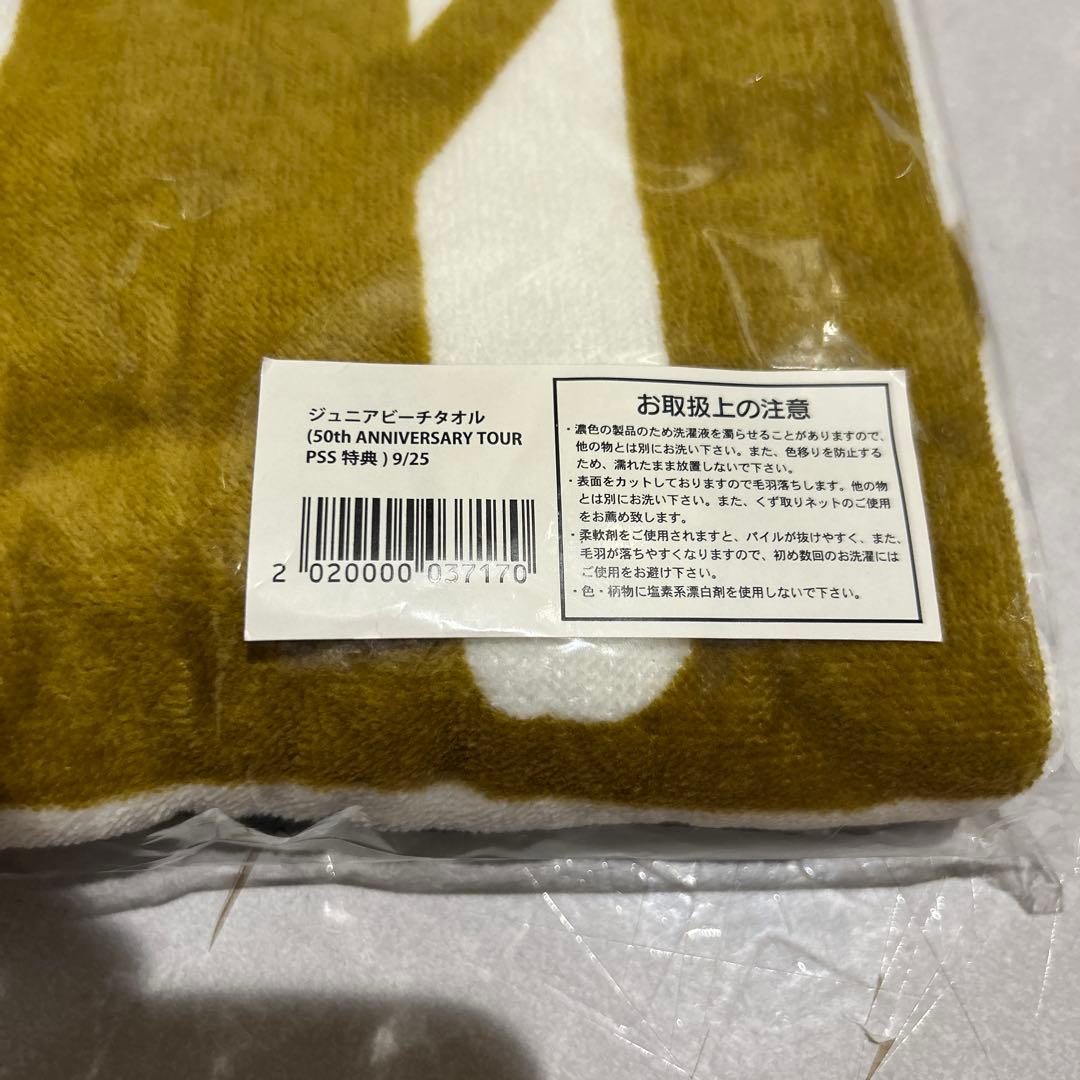 ジュニアビーチタオル
(50th ANNIVERSARY TOUR
PSS 特典 ) 9/25
2 020000 037170
お取扱上の注意
・濃色の製品のため洗濯液を濁らせることがありますので、
他の物とは別にお洗い下さい。また、色移りを防止する
ため、濡れたまま放置しないで下さい。
・表面をカットしておりますので毛羽落ちします。他の物
とは別にお洗い下さい。また、くず取りネットのご使用
をお薦め致します。
・柔軟剤をご使用されますと、パイルが抜けやすく、また、
毛羽が落ちやすくなりますので、初め数回のお洗濯には
ご使用をお避け下さい。
・色・柄物に塩素系漂白剤を使用しないで下さい。